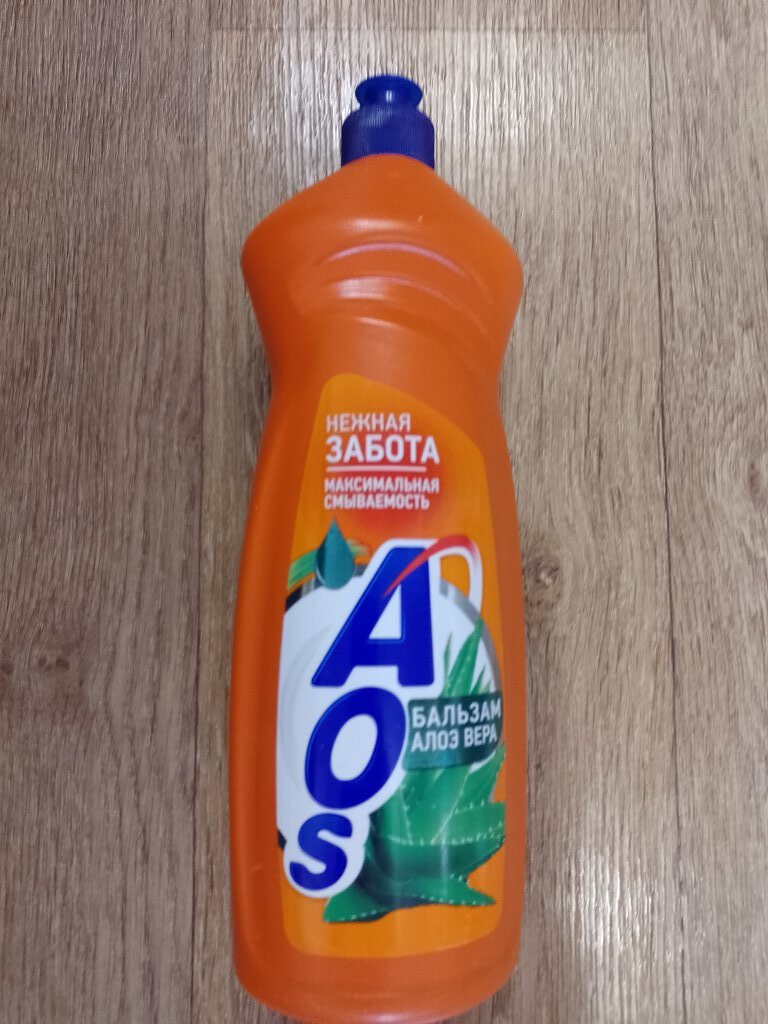 НЕЖНАЯ
ЗАБОТА
МАКСИМАЛЬНАЯ
СМЫВАЕМОСТЬ
AOS
БАЛЬЗАМ
АЛОЭ ВЕРА